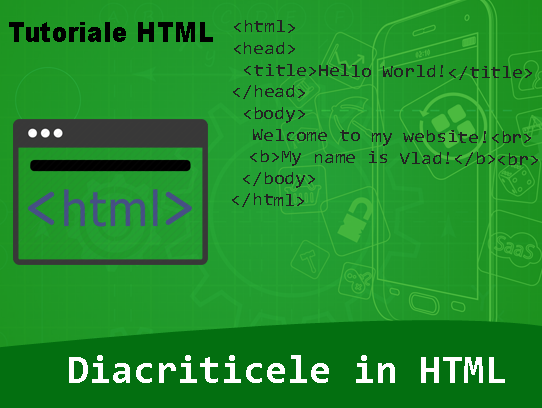 Tutoriale HTML
<html>
<head>
<title>Hello World!</title>
</head>
<body>
Welcome to my website!<br>
<b>My name is Vlad!</b><br>
</body>
</html>
<html>
SaaS
Diacriticele in HTML